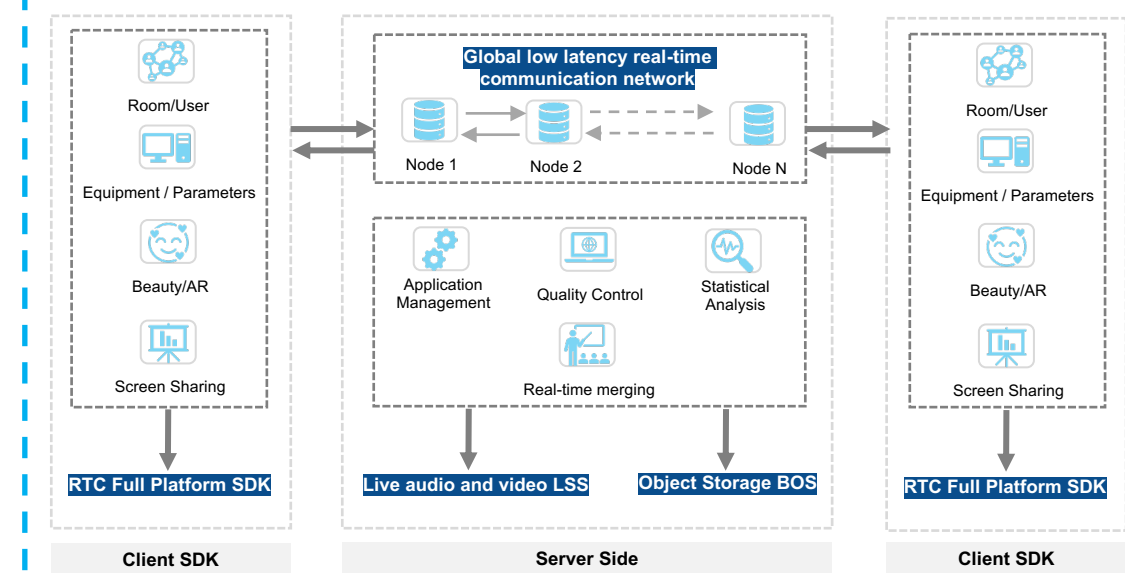 Room/User
Equipment / Parameters
Beauty/AR
Screen Sharing
RTC Full Platform SDK
Client SDK
Global low latency real-time
communication network
Node 1
Node 2
Node N
Application
Management
Quality Control
Statistical
Analysis
Real-time merging
Live audio and video LSS
Object Storage BOS
Server Side
Room/User
Equipment / Parameters
Beauty/AR
Screen Sharing
RTC Full Platform SDK
Client SDK